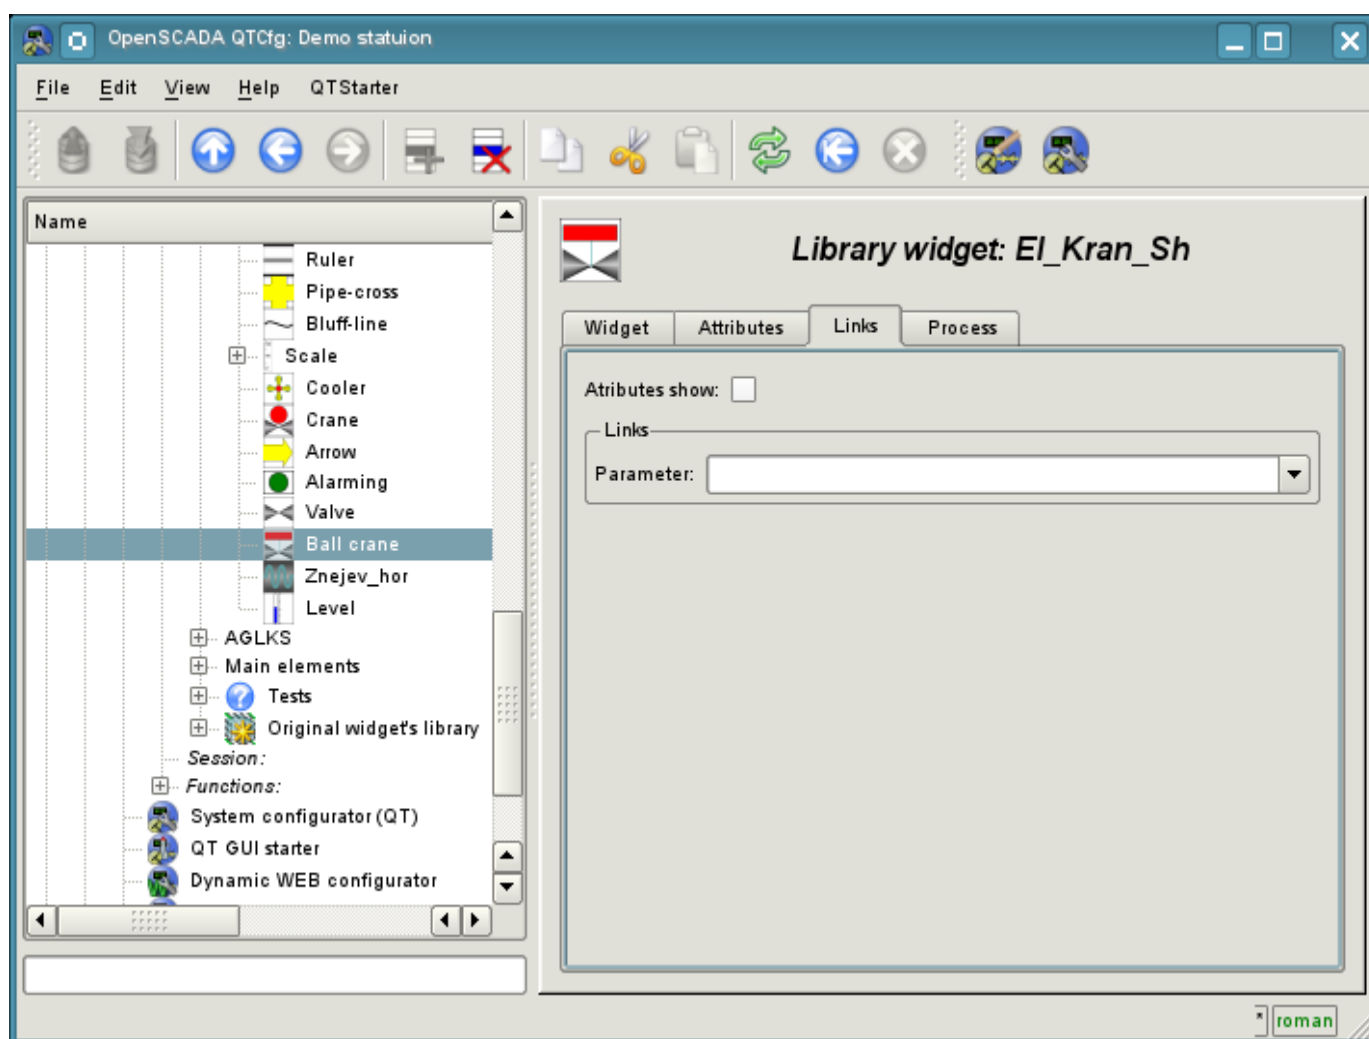 OpenSCADA QTCfg: Demo statuion
File Edit View Help QTStarter
Name
Ruler
Pipe-cross
Bluff-line
Scale
Cooler
Crane
Arrow
Alarming
Valve
Ball crane
Znejev_hor
Level
AGLKS
Main elements
Tests
Original widget's library
Session:
Functions:
System configurator (QT)
QT GUI starter
Dynamic WEB configurator
Library widget: El_Kran_Sh
Widget Attributes Links Process
Atributes show:
Links
Parameter:
* roman